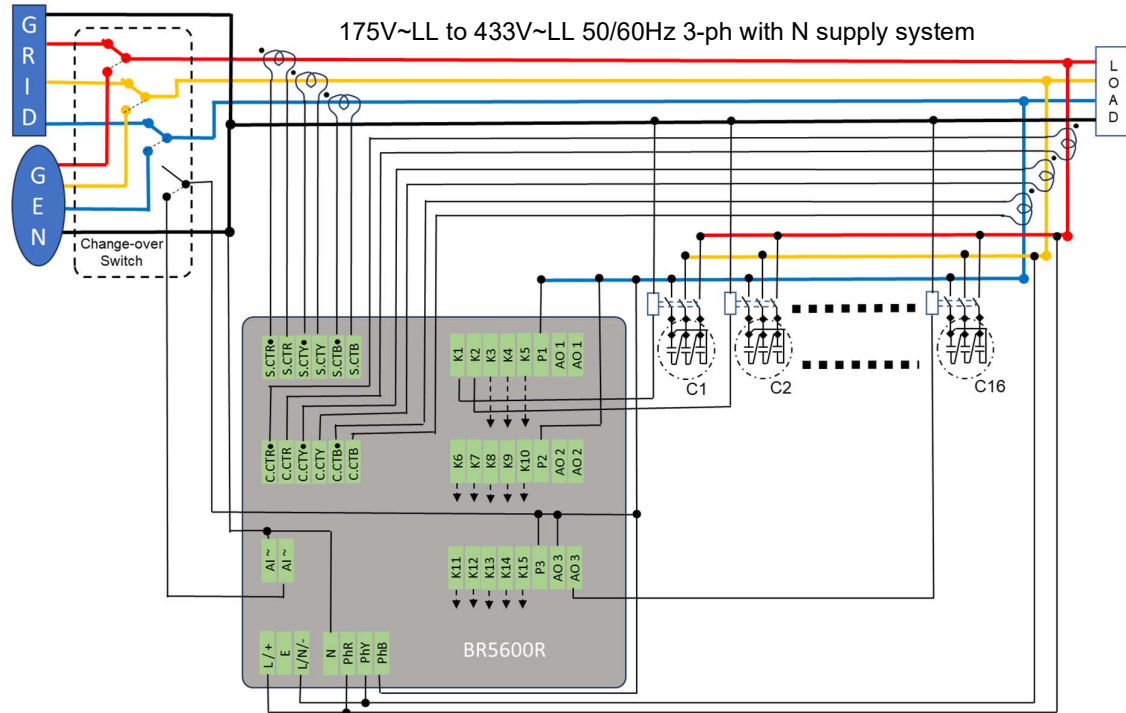 175V~LL to 433V~LL 50/60Hz 3-ph with N supply system
G
R
I
D
L
O
A
D
G
E
N
Change-over
Switch
S.CTR•
S.CTR
S.CTY•
S.CTY
S.CTB•
S.CTB
K1
K2
K3
K4
K5
P1
AO 1
AO 1
C1
C2
C16
C.CTR•
C.CTR
C.CTY•
C.CTY
C.CTB•
C.CTB
K6
K7
K8
K9
K10
P2
AO 2
AO 2
AI ~
AI ~
K11
K12
K13
K14
K15
P3
AO 3
AO 3
L / +
E
L/N/-
N
PhR
PhY
PhB
BR5600R